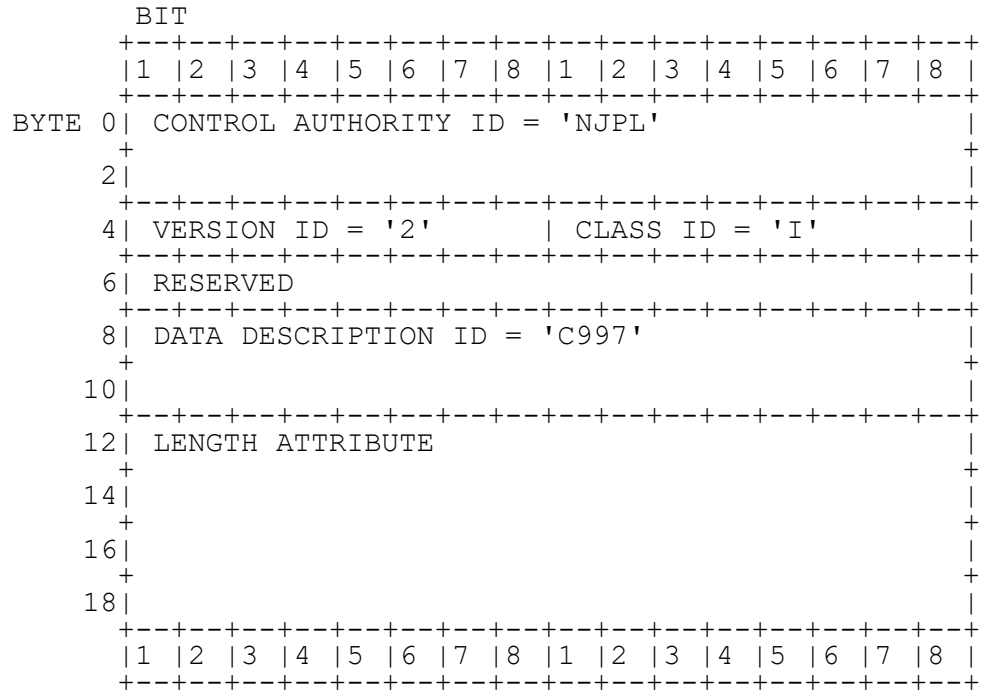 BIT
+--+--+--+--+--+--+--+--+--+--+--+--+--+--+--+--+
|1 |2 |3 |4 |5 |6 |7 |8 |1 |2 |3 |4 |5 |6 |7 |8 |
+--+--+--+--+--+--+--+--+--+--+--+--+--+--+--+--+
BYTE 0| CONTROL AUTHORITY ID = 'NJPL' |
+ +
2| |
+--+--+--+--+--+--+--+--+--+--+--+--+--+--+--+--+
4| VERSION ID = '2' | CLASS ID = 'I' |
+--+--+--+--+--+--+--+--+--+--+--+--+--+--+--+--+
6| RESERVED |
+--+--+--+--+--+--+--+--+--+--+--+--+--+--+--+--+
8| DATA DESCRIPTION ID = 'C997' |
+ +
10| |
+--+--+--+--+--+--+--+--+--+--+--+--+--+--+--+--+
12| LENGTH ATTRIBUTE |
+ +
14| |
+ +
16| |
+ +
18| |
+--+--+--+--+--+--+--+--+--+--+--+--+--+--+--+--+
|1 |2 |3 |4 |5 |6 |7 |8 |1 |2 |3 |4 |5 |6 |7 |8 |
+--+--+--+--+--+--+--+--+--+--+--+--+--+--+--+--+